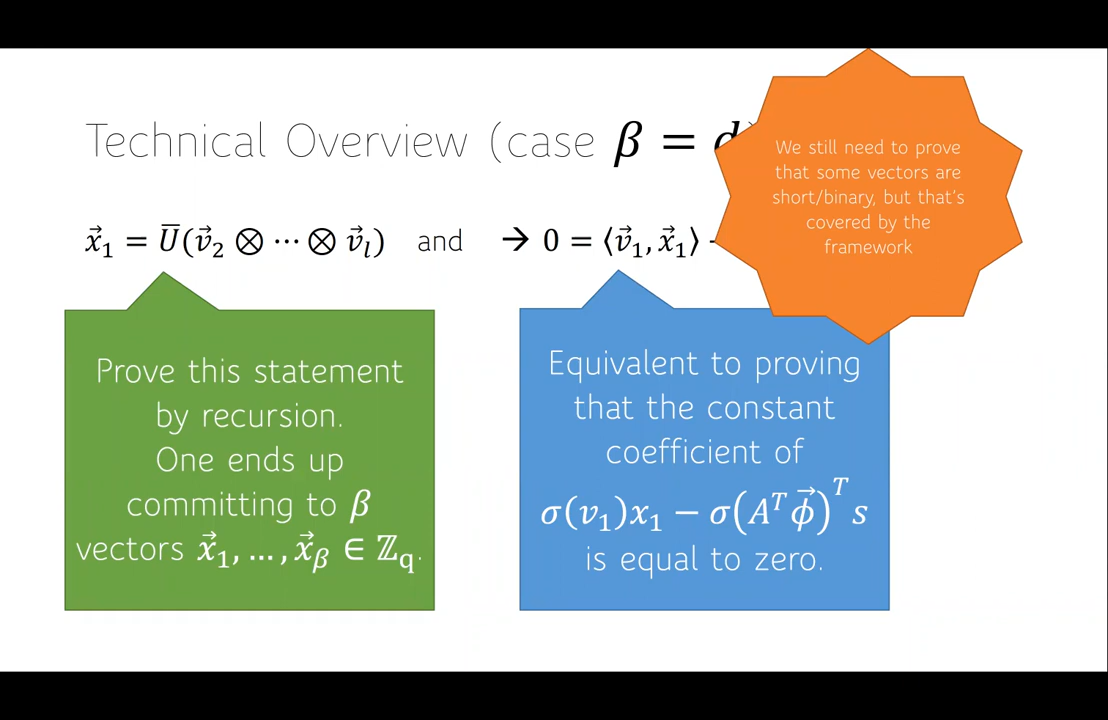 Technical Overview (case β = d
x⃗₁ = U̅(v⃗₂ ⊗ ⋯ ⊗ v⃗ₗ) and → 0 = ⟨v⃗₁, x⃗₁⟩ -
We still need to prove
that some vectors are
short/binary, but that's
covered by the
framework
Prove this statement
by recursion.
One ends up
committing to β
vectors x⃗₁, …, x⃗ᵦ ∈ ℤq.
Equivalent to proving
that the constant
coefficient of
σ(v₁)x₁ − σ(Aᵀϕ⃗)ᵀs
is equal to zero.